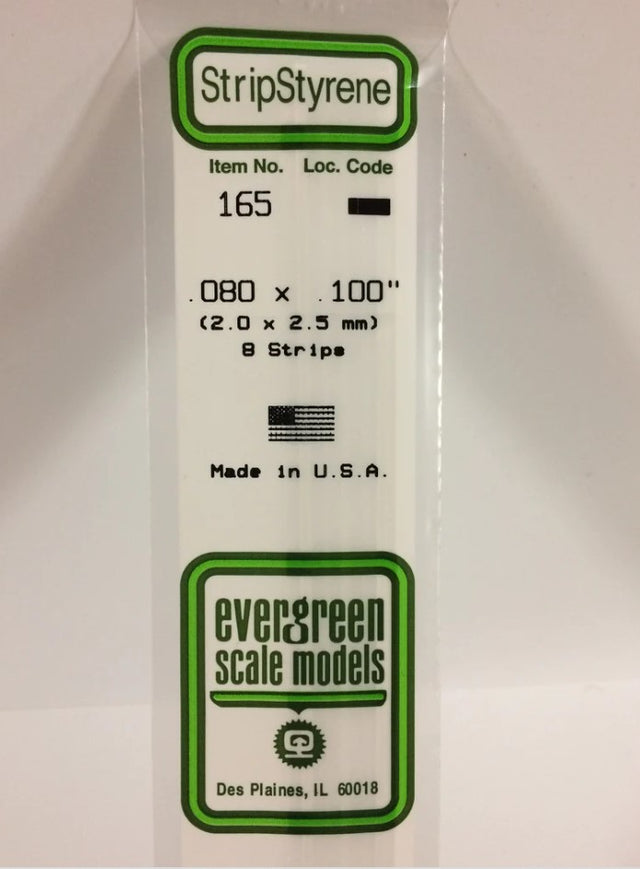 StripStyrene
Item No. Loc. Code
165
.080 x .100"
(2.0 x 2.5 mm)
8 Strips
Made in U.S.A.
evergreen
scale models
Des Plaines, IL 60018